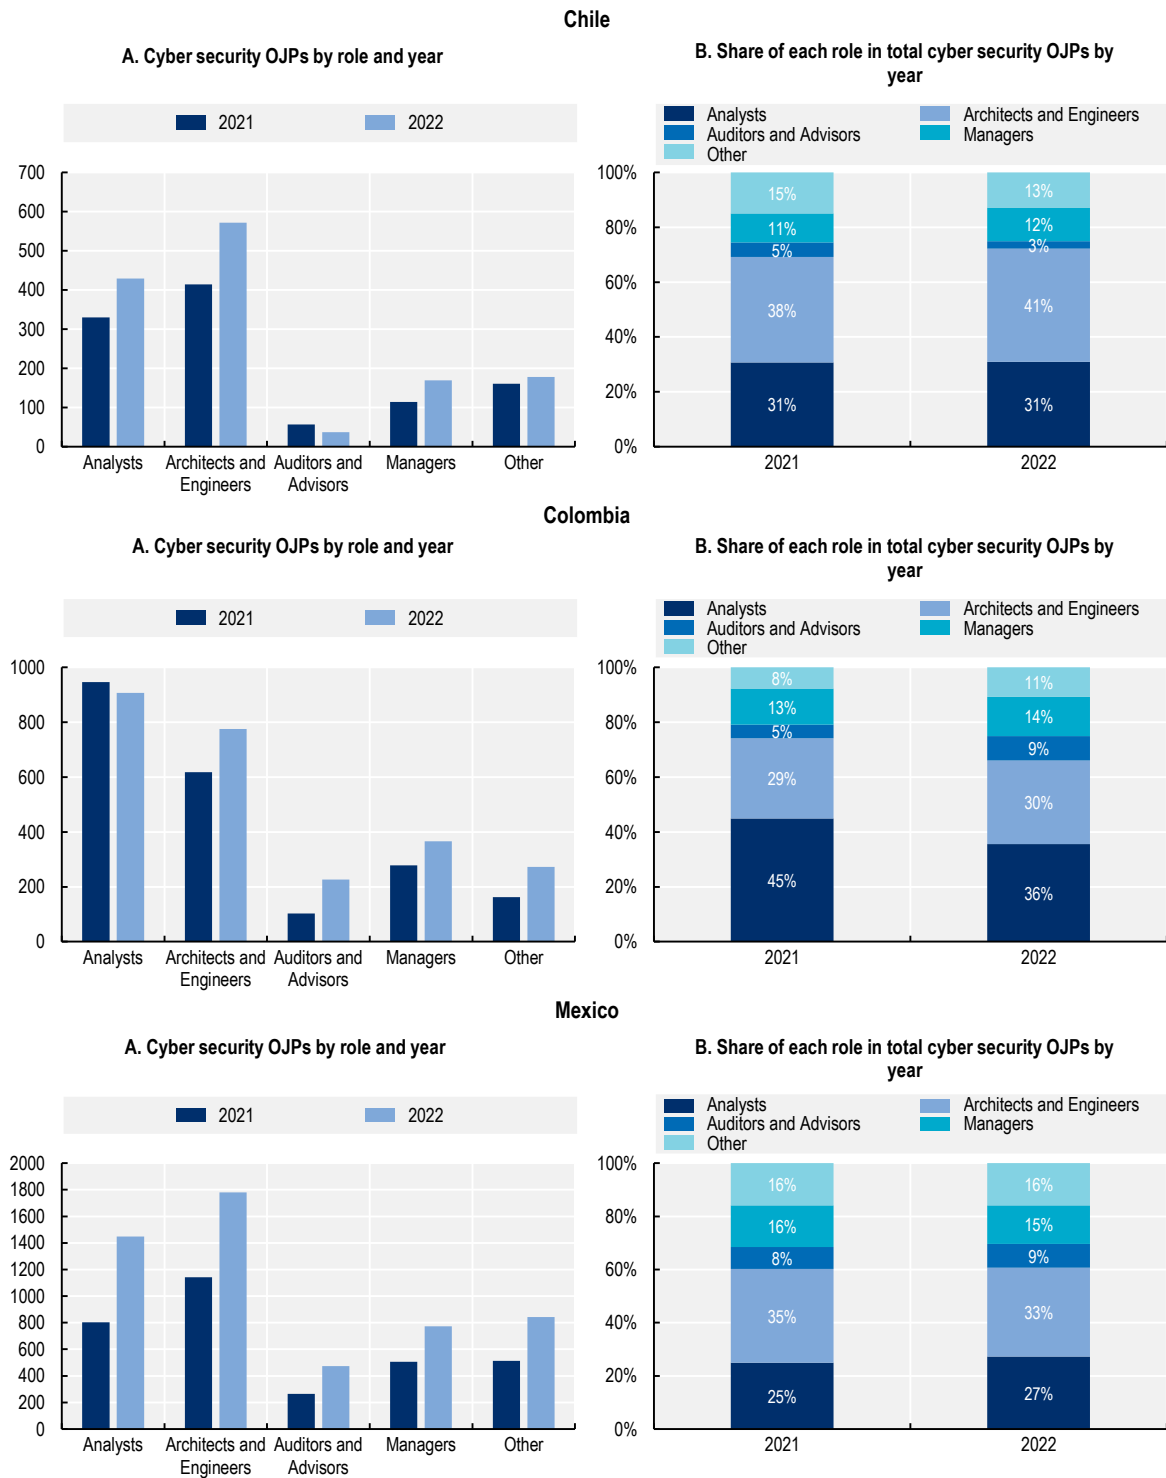 Chile
A. Cyber security OJPs by role and year
2021 2022
700
600
500
400
300
200
100
0
Analysts Architects and Auditors and Managers Other
Engineers Advisors
B. Share of each role in total cyber security OJPs by
year
Analysts Architects and Engineers
Auditors and Advisors Managers
Other
100%
80%
60%
40%
20%
0%
15%
11%
5%
38%
31%
13%
12%
3%
41%
31%
2021 2022
Colombia
A. Cyber security OJPs by role and year
2021 2022
1000
800
600
400
200
0
Analysts Architects and Auditors and Managers Other
Engineers Advisors
B. Share of each role in total cyber security OJPs by
year
Analysts Architects and Engineers
Auditors and Advisors Managers
Other
100%
80%
60%
40%
20%
0%
8%
13%
5%
29%
45%
11%
14%
9%
30%
36%
2021 2022
Mexico
A. Cyber security OJPs by role and year
2021 2022
2000
1800
1600
1400
1200
1000
800
600
400
200
0
Analysts Architects and Auditors and Managers Other
Engineers Advisors
B. Share of each role in total cyber security OJPs by
year
Analysts Architects and Engineers
Auditors and Advisors Managers
Other
100%
80%
60%
40%
20%
0%
16%
16%
8%
35%
25%
16%
15%
9%
33%
27%
2021 2022